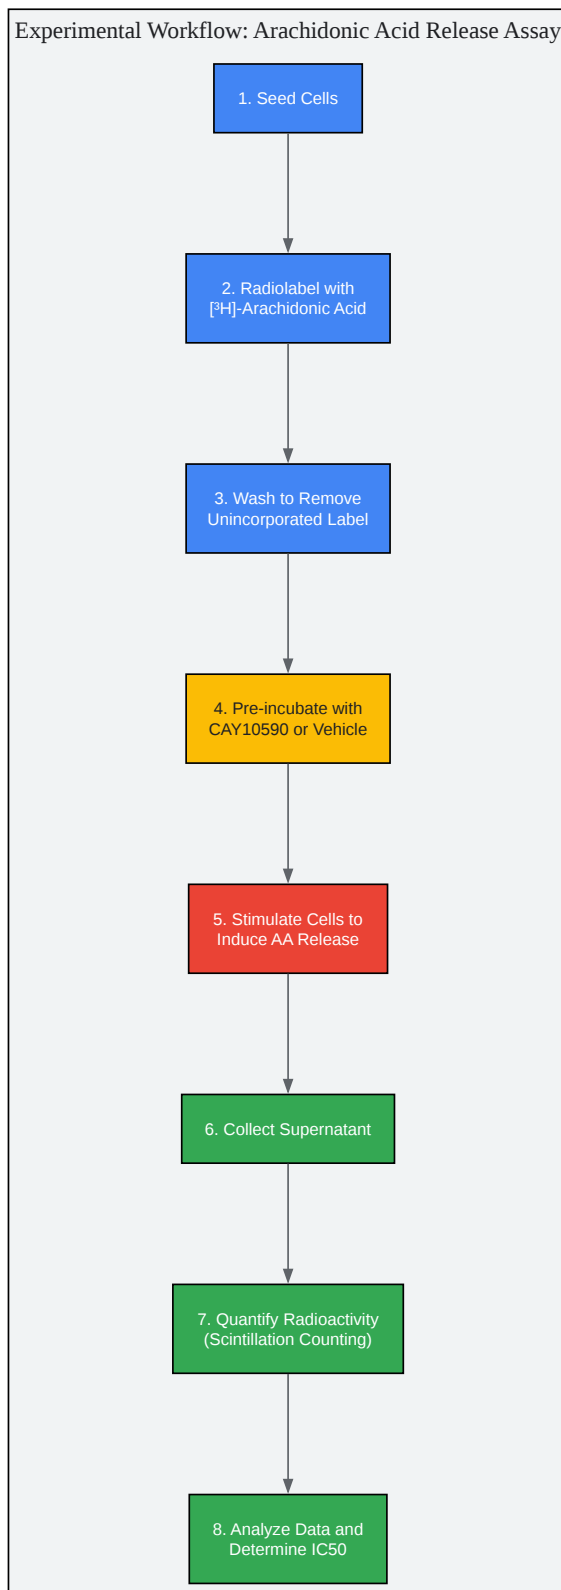 Experimental Workflow: Arachidonic Acid Release Assay
1. Seed Cells
2. Radiolabel with
[³H]-Arachidonic Acid
3. Wash to Remove
Unincorporated Label
4. Pre-incubate with
CAY10590 or Vehicle
5. Stimulate Cells to
Induce AA Release
6. Collect Supernatant
7. Quantify Radioactivity
(Scintillation Counting)
8. Analyze Data and
Determine IC50